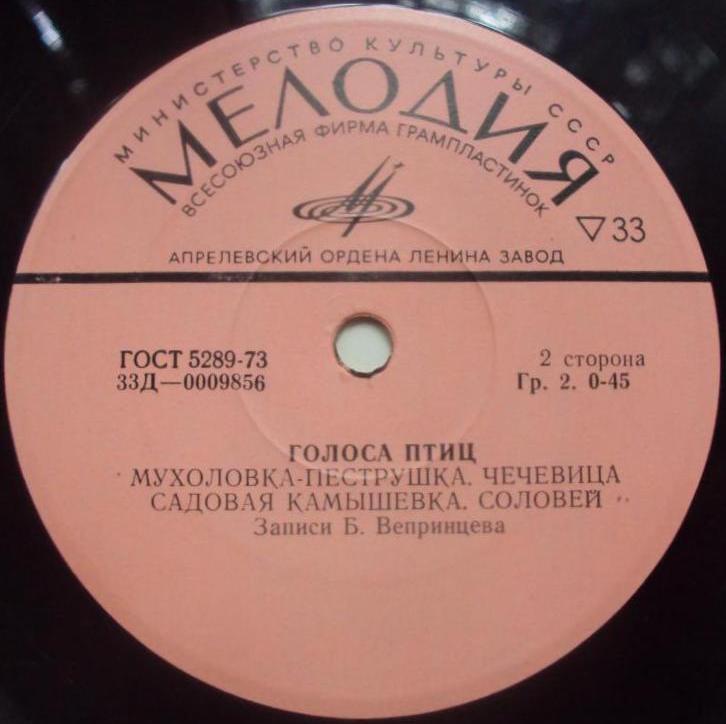 МИНИСТЕРСТВО КУЛЬТУРЫ СССР
МЕЛОДИЯ
ВСЕСОЮЗНАЯ ФИРМА ГРАМПЛАСТИНОК
▽33
АПРЕЛЕВСКИЙ ОРДЕНА ЛЕНИНА ЗАВОД
ГОСТ 5289-73
2 сторона
33Д—0009856
Гр. 2. 0-45
ГОЛОСА ПТИЦ
МУХОЛОВКА-ПЕСТРУШКА. ЧЕЧЕВИЦА
САДОВАЯ КАМЫШЕВКА. СОЛОВЕЙ
Записи Б. Вепринцева